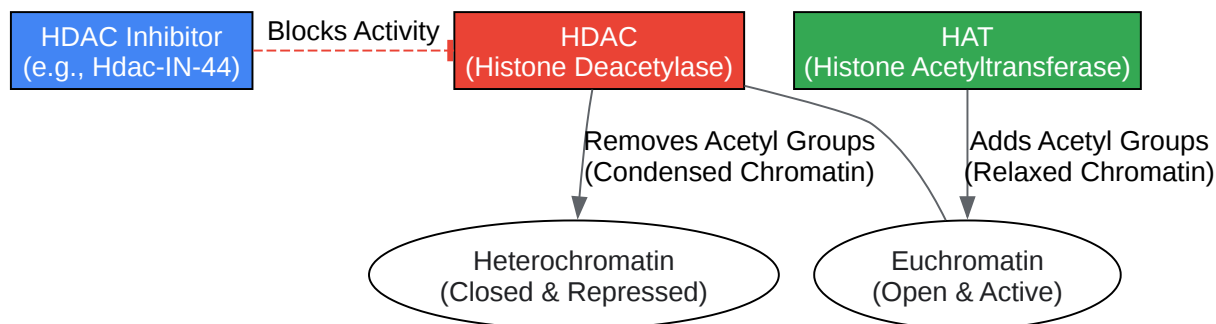 HDAC Inhibitor
(e.g., Hdac-IN-44)
Blocks Activity
HDAC
(Histone Deacetylase)
HAT
(Histone Acetyltransferase)
Removes Acetyl Groups
(Condensed Chromatin)
Adds Acetyl Groups
(Relaxed Chromatin)
Heterochromatin
(Closed & Repressed)
Euchromatin
(Open & Active)